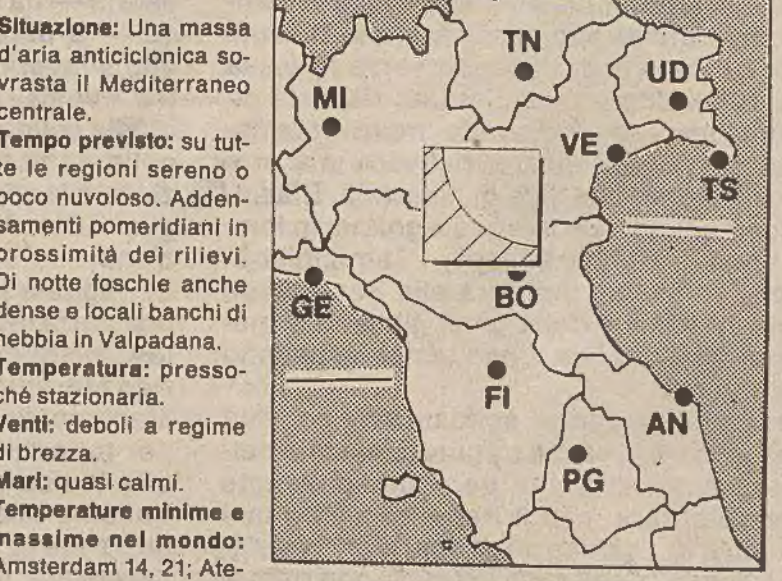 Situazione: Una massa
d'aria anticiclonica so-
vrasta il Mediterraneo
centrale.
Tempo previsto: su tut-
te le regioni sereno o
poco nuvoloso. Adden-
samenti pomeridiani in
prossimità dei rilievi.
Di notte foschie anche
dense e locali banchi di
nebbia in Valpadana.
Temperatura: presso-
ché stazionaria.
Venti: deboli a regime
di brezza.
Mari: quasi calmi.
Temperature minime e
massime nel mondo:
Amsterdam 14, 21; Ate-
TN
UD
MI
VE
TS
GE
BO
FI
AN
PG